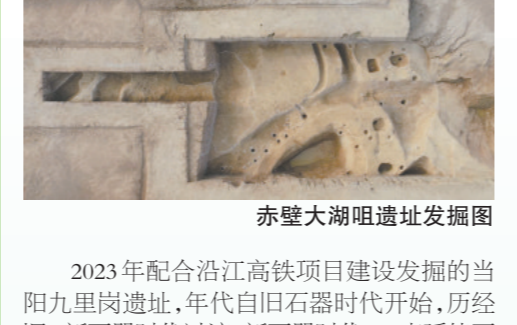 赤壁大湖咀遗址发掘图
2023年配合沿江高铁项目建设发掘的当
阳九里岗遗址,年代自旧石器时代开始,历经